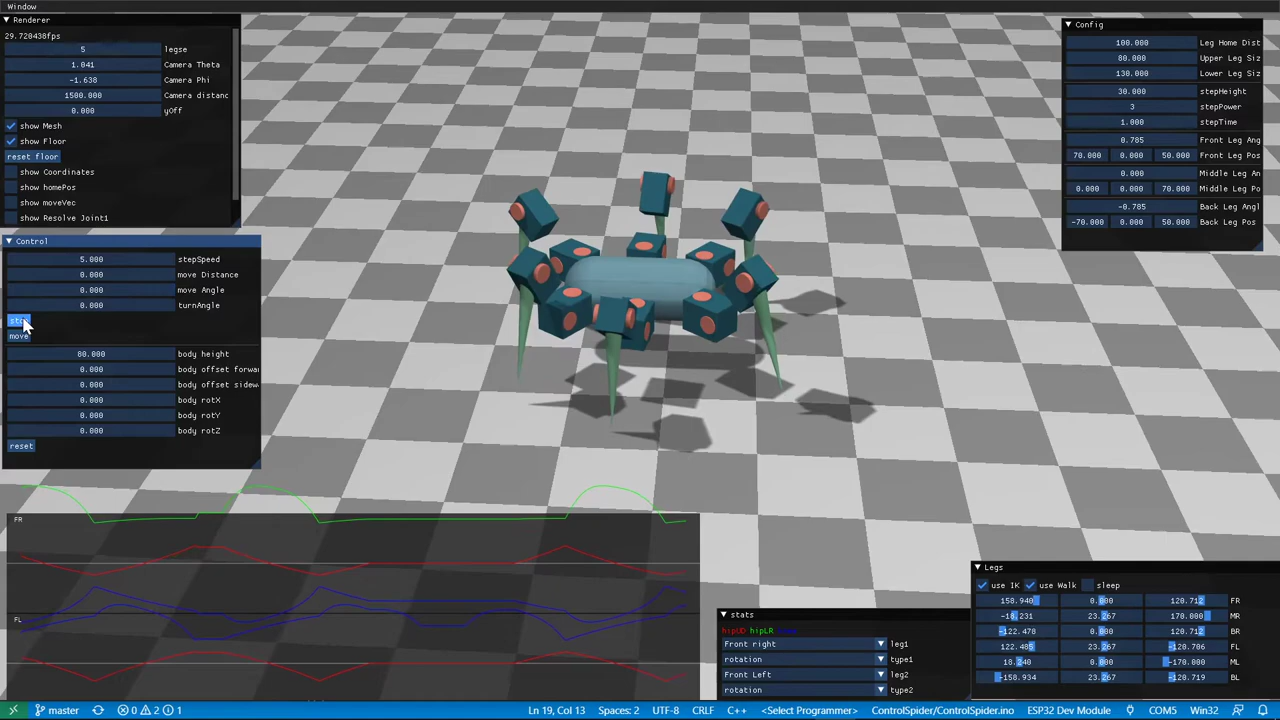 Window
Renderer
29.720438fps
5 legse
1.041 Camera Theta
-1.638 Camera Phi
1500.000 Camera distanc
0.000 yOff
show Mesh
show Floor
reset floor
show Coordinates
show homePos
show moveVec
show Resolve Joint1
Control
5.000 stepSpeed
0.000 move Distance
0.000 move Angle
0.000 turnAngle
move
80.000 body height
0.000 body offset forwa
0.000 body offset sidew
0.000 body rotX
0.000 body rotY
0.000 body rotZ
reset
FR
FL
Config
100.000 Leg Home Dist
80.000 Upper Leg Siz
130.000 Lower Leg Siz
30.000 stepHeight
3 stepPower
1.000 stepTime
0.785 Front Leg Ang
70.000 0.000 50.000 Front Leg Pos
0.000 Middle Leg An
0.000 0.000 70.000 Middle Leg Po
-0.785 Back Leg Angl
-70.000 0.000 50.000 Back Leg Pos
stats
hipUD hipLR
Front right leg1
rotation type1
Front Left leg2
rotation type2
Legs
use IK use Walk sleep
158.940 0.000 120.712 FR
-18.231 23.267 178.000 MR
-122.478 0.000 120.712 BR
122.485 23.267 -120.706 FL
18.240 0.000 -170.000 ML
-158.934 23.267 -120.719 BL
master 0 2 1 Ln 19, Col 13 Spaces: 2 UTF-8 CRLF C++ <Select Programmer> ControlSpider/ControlSpider.ino ESP32 Dev Module COM5 Win32